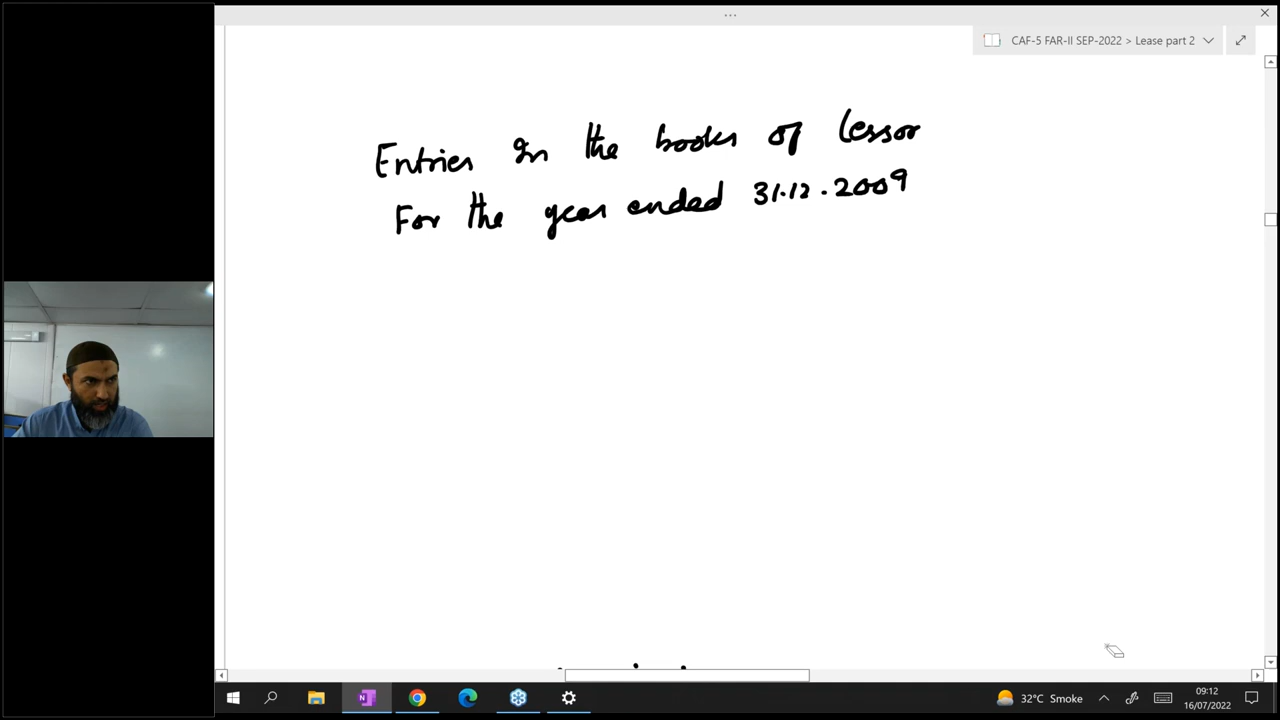 CAF-5 FAR-II SEP-2022 > Lease part 2
Entries In the books of lessor
For the year ended 31.12.2009
32°C Smoke
09:12
16/07/2022